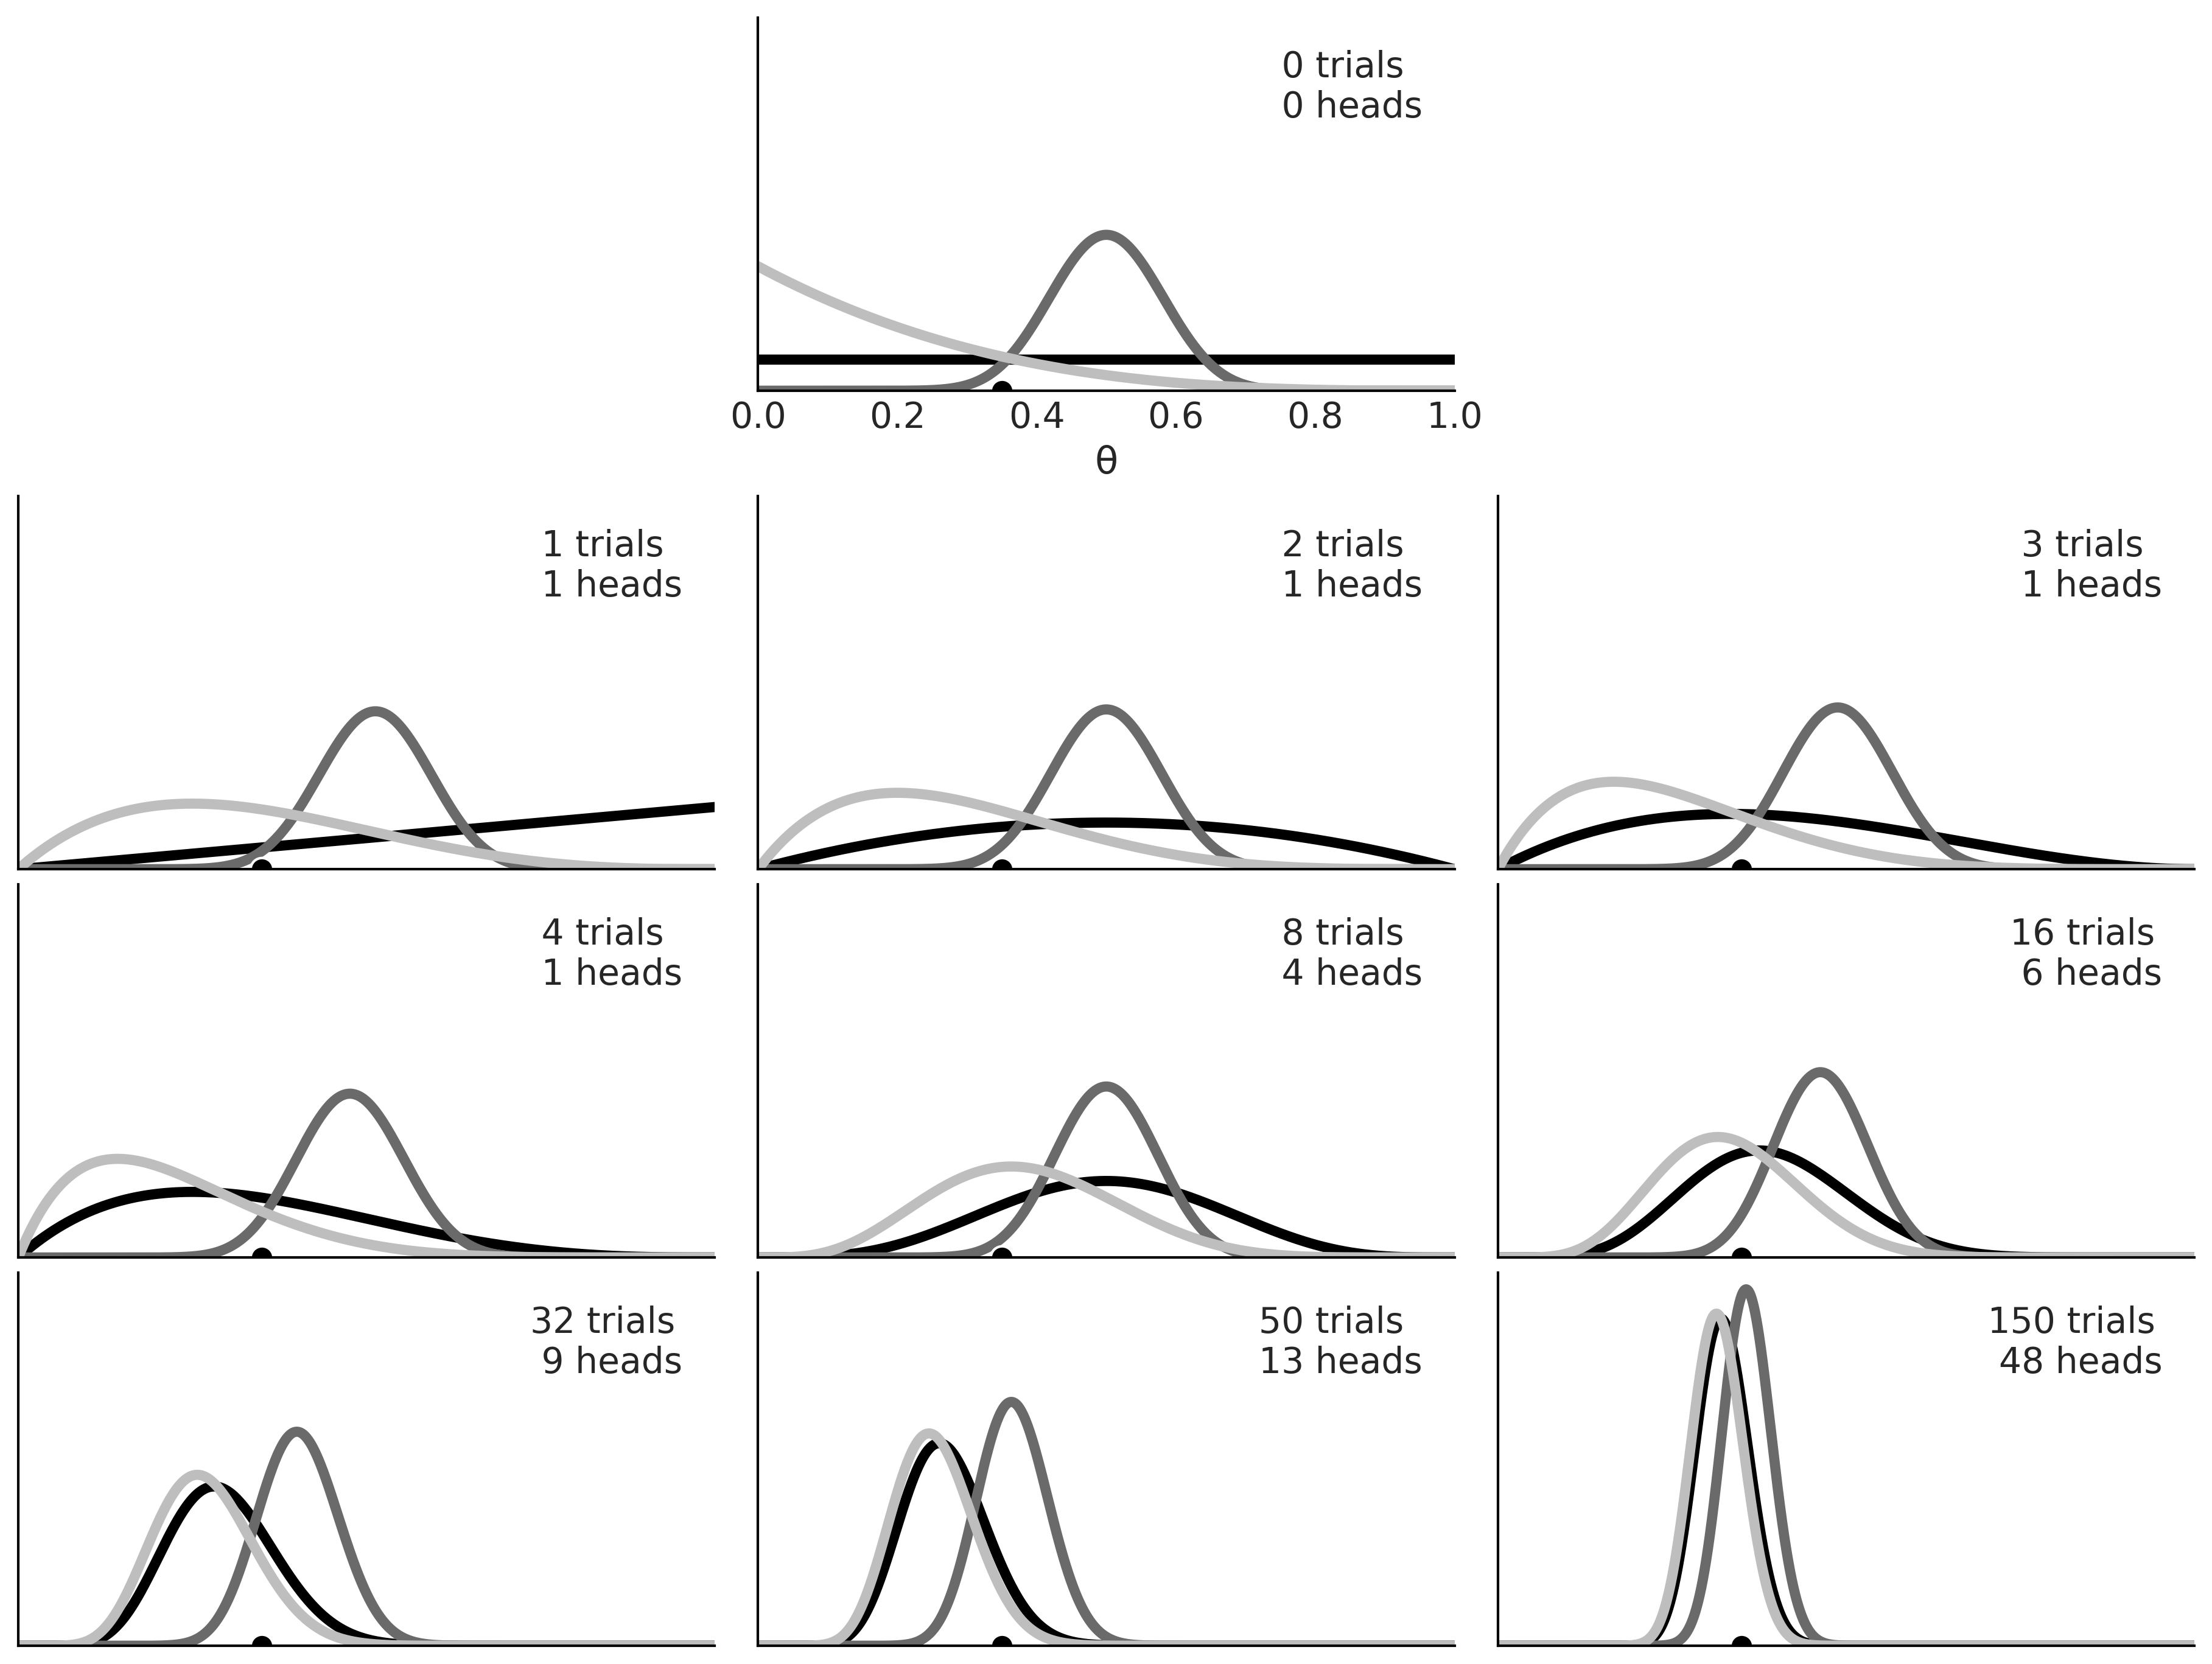 0 trials
0 heads
0.0 0.2 0.4 0.6 0.8 1.0
θ
1 trials
1 heads
2 trials
1 heads
3 trials
1 heads
4 trials
1 heads
8 trials
4 heads
16 trials
6 heads
32 trials
9 heads
50 trials
13 heads
150 trials
48 heads